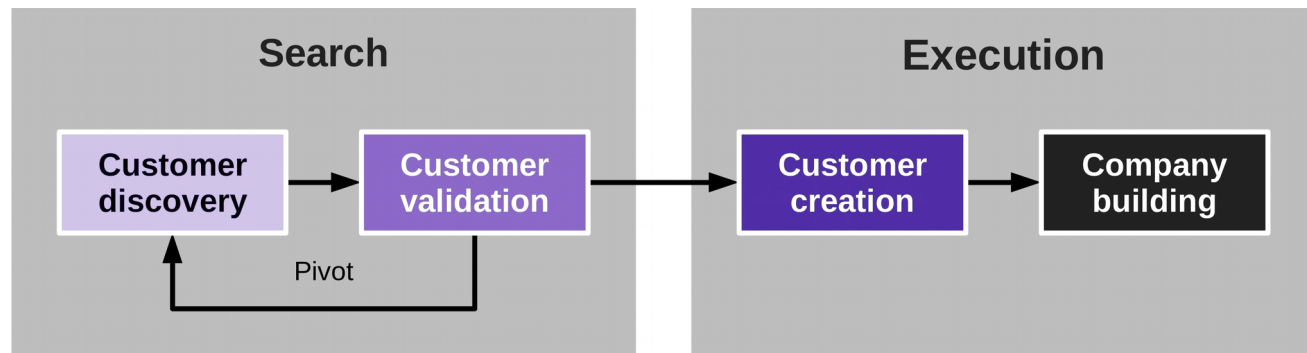 Search
Customer
discovery
Customer
validation
Pivot
Execution
Customer
creation
Company
building